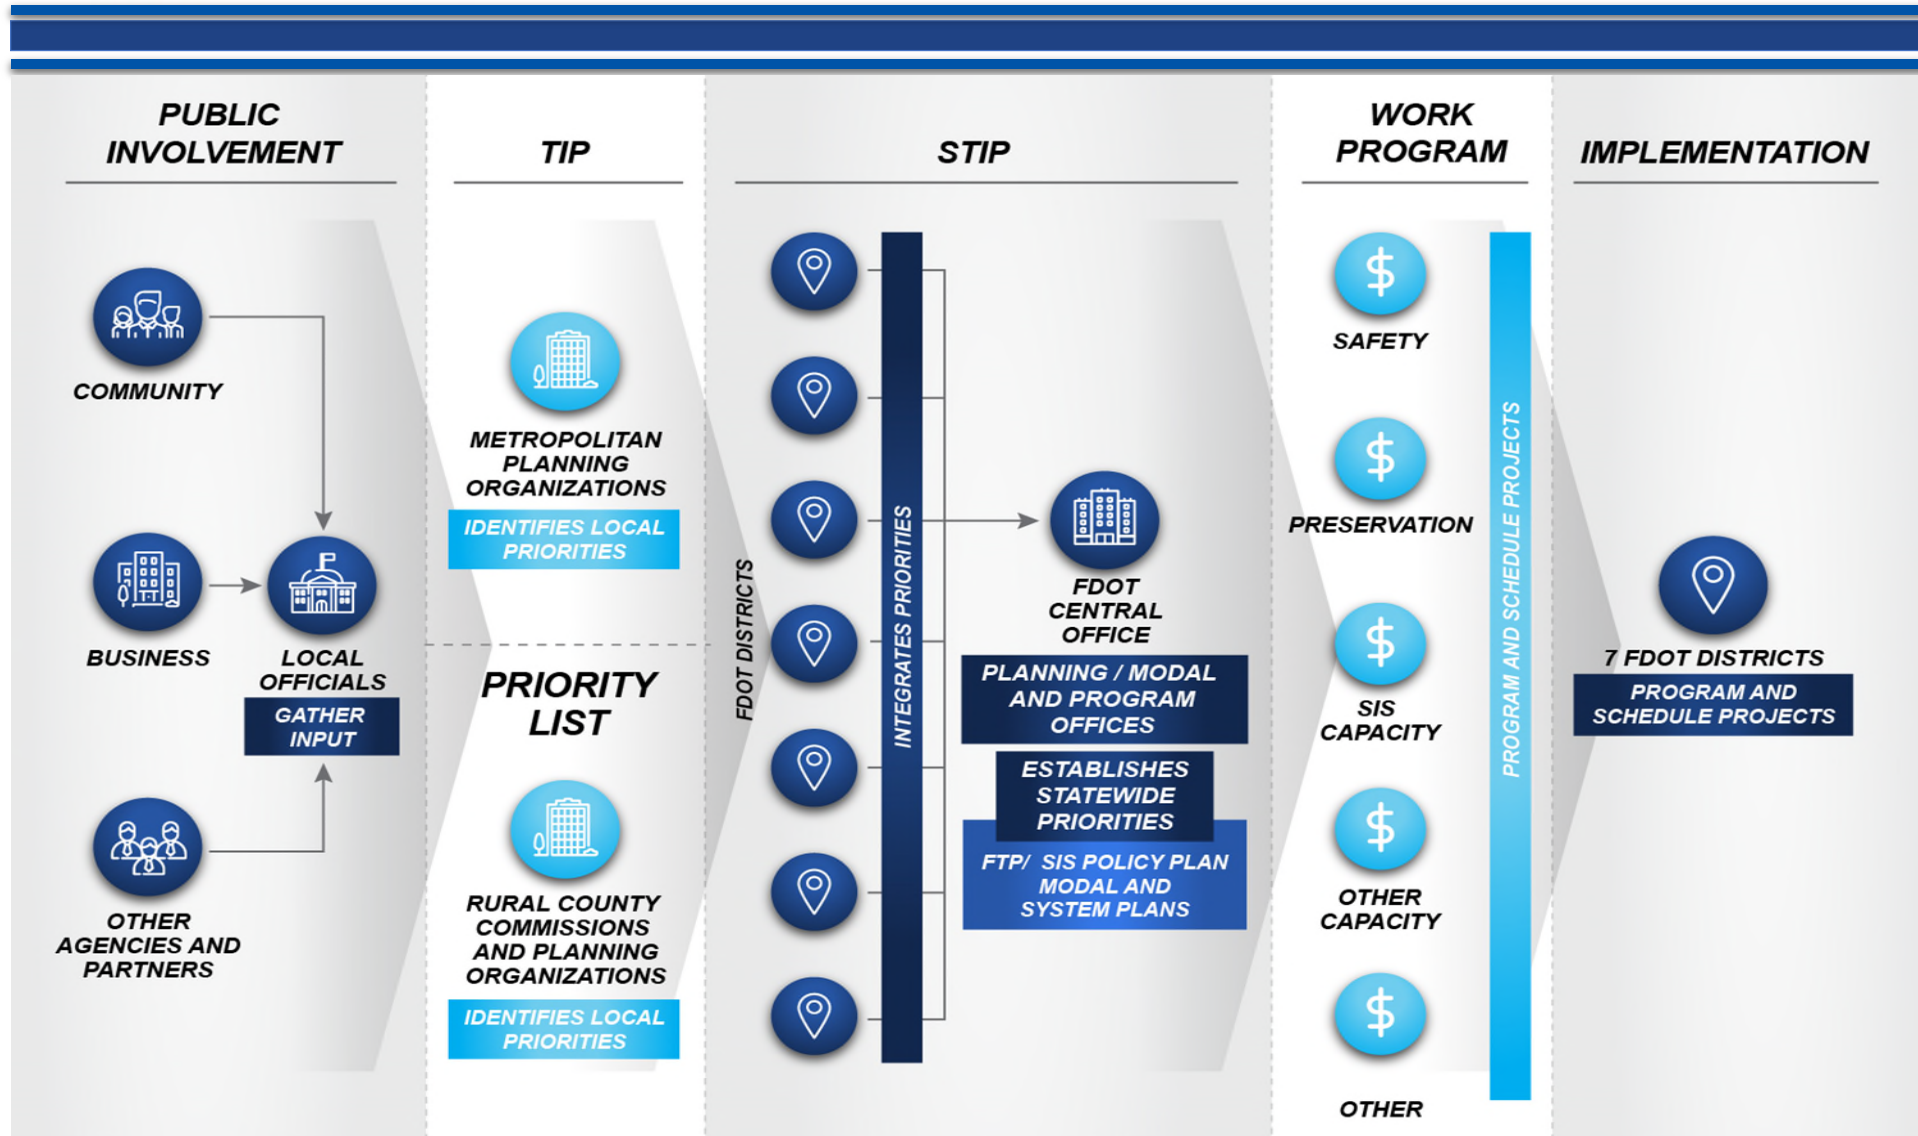 PUBLIC
INVOLVEMENT
COMMUNITY
BUSINESS
LOCAL
OFFICIALS
GATHER
INPUT
OTHER
AGENCIES AND
PARTNERS
TIP
METROPOLITAN
PLANNING
ORGANIZATIONS
IDENTIFIES LOCAL
PRIORITIES
PRIORITY
LIST
RURAL COUNTY
COMMISSIONS
AND PLANNING
ORGANIZATIONS
IDENTIFIES LOCAL
PRIORITIES
STIP
FDOT DISTRICTS
INTEGRATES PRIORITIES
FDOT
CENTRAL
OFFICE
PLANNING / MODAL
AND PROGRAM
OFFICES
ESTABLISHES
STATEWIDE
PRIORITIES
FTP/ SIS POLICY PLAN
MODAL AND
SYSTEM PLANS
WORK
PROGRAM
$
SAFETY
$
PRESERVATION
$
SIS
CAPACITY
$
OTHER
CAPACITY
$
OTHER
PROGRAM AND SCHEDULE PROJECTS
IMPLEMENTATION
7 FDOT DISTRICTS
PROGRAM AND
SCHEDULE PROJECTS